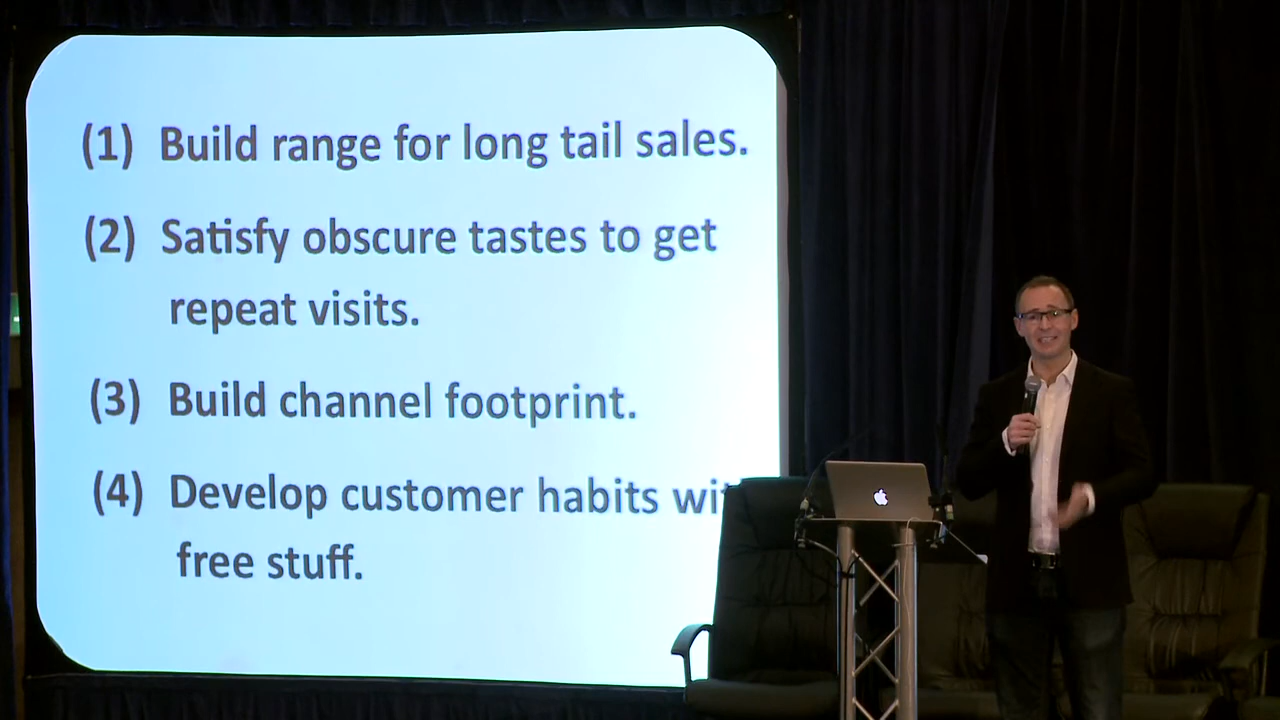 (1) Build range for long tail sales.
(2) Satisfy obscure tastes to get
repeat visits.
(3) Build channel footprint.
(4) Develop customer habits
free stuff.